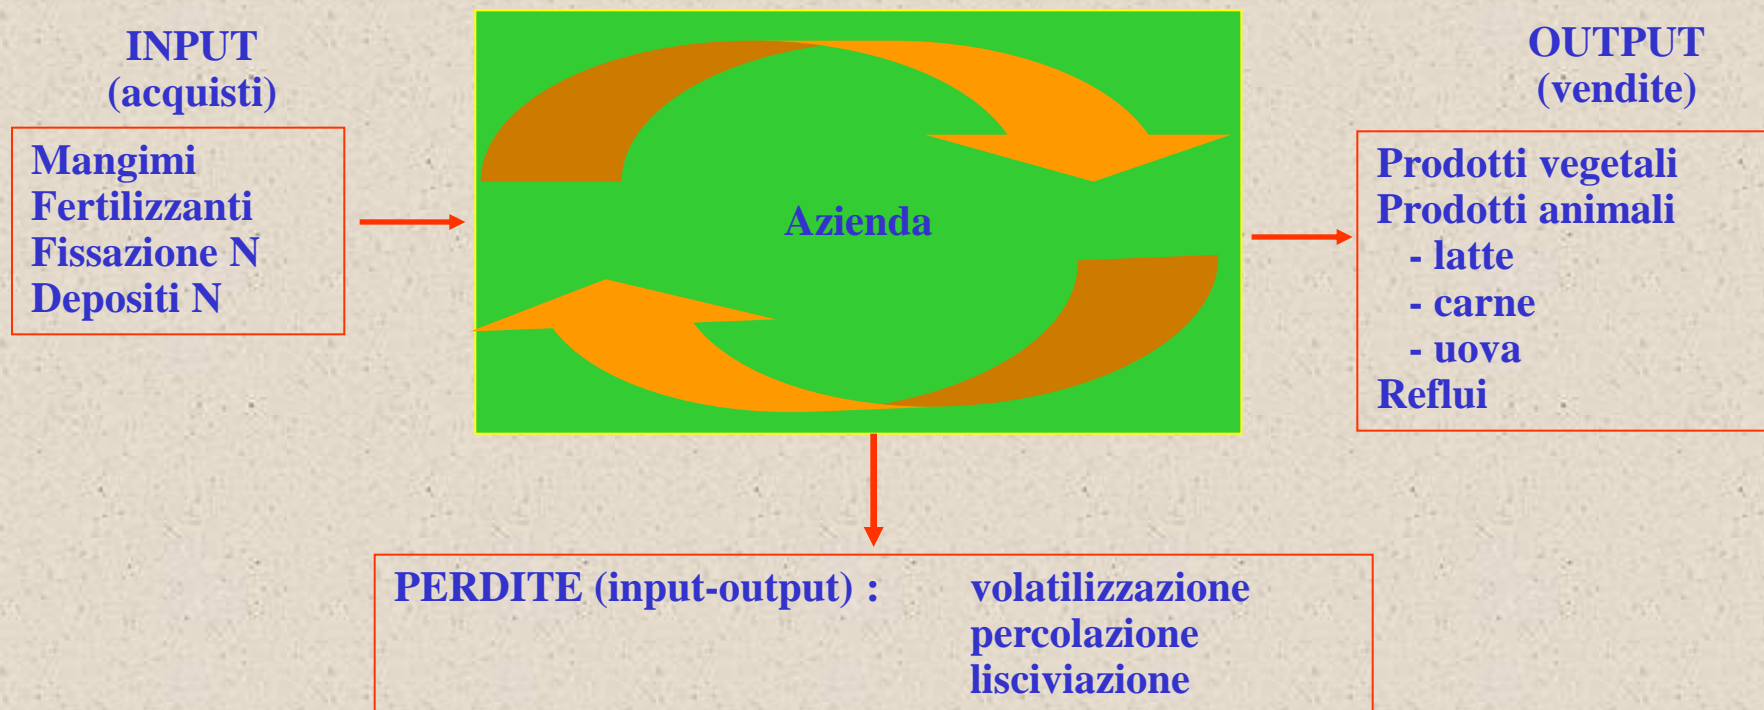 INPUT
(acquisti)
Mangimi
Fertilizzanti
Fissazione N
Depositi N
Azienda
OUTPUT
(vendite)
Prodotti vegetali
Prodotti animali
- latte
- carne
- uova
Reflui
PERDITE (input-output) : volatilizzazione
percolazione
lisciviazione